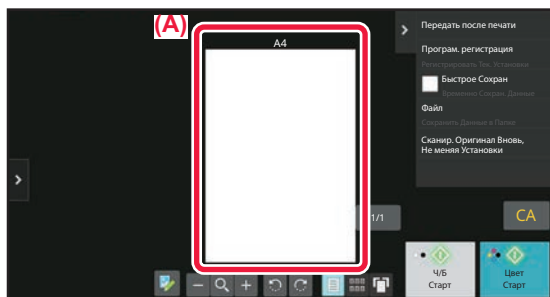 (A)
A4
Передать после печати
Програм. регистрация
Регистрировать Тек. Установки
Быстрое Сохран
Временно Сохран. Данные
Файл
Сохранить Данные в Папке
Сканир. Оригинал Вновь,
Не меняя Установки
1/1
CA
Ч/Б
Старт
Цвет
Старт